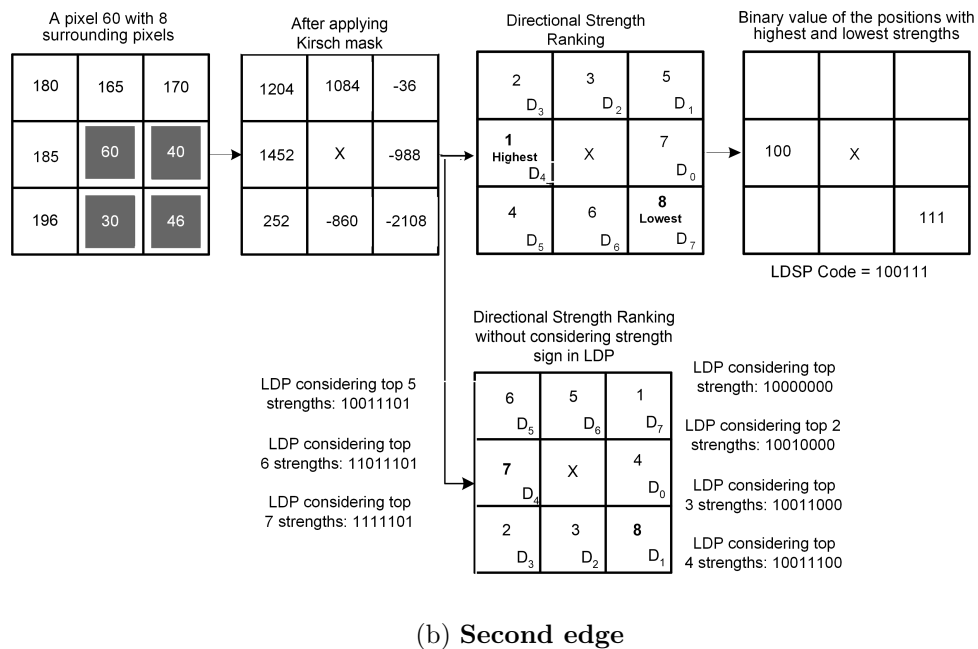 A pixel 60 with 8
surrounding pixels
180 165 170
185 60 40
196 30 46
After applying
Kirsch mask
1204 1084 -36
1452 X -988
252 -860 -2108
Directional Strength
Ranking
2 3 5
D3 D2 D1
1
Highest
X 7
D4 D0
4 6 8
Lowest
D5 D6 D7
Binary value of the positions with
highest and lowest strengths
100 X
111
LDSP Code = 100111
Directional Strength Ranking
without considering strength
sign in LDP
6 5 1
D5 D6 D7
7 X 4
D4 D0
2 3 8
D3 D2 D1
LDP considering top 5
strengths: 10011101
LDP considering top
6 strengths: 11011101
LDP considering top
7 strengths: 1111101
LDP considering top
strength: 10000000
LDP considering top 2
strengths: 10010000
LDP considering top
3 strengths: 10011000
LDP considering top
4 strengths: 10011100
(b) Second edge